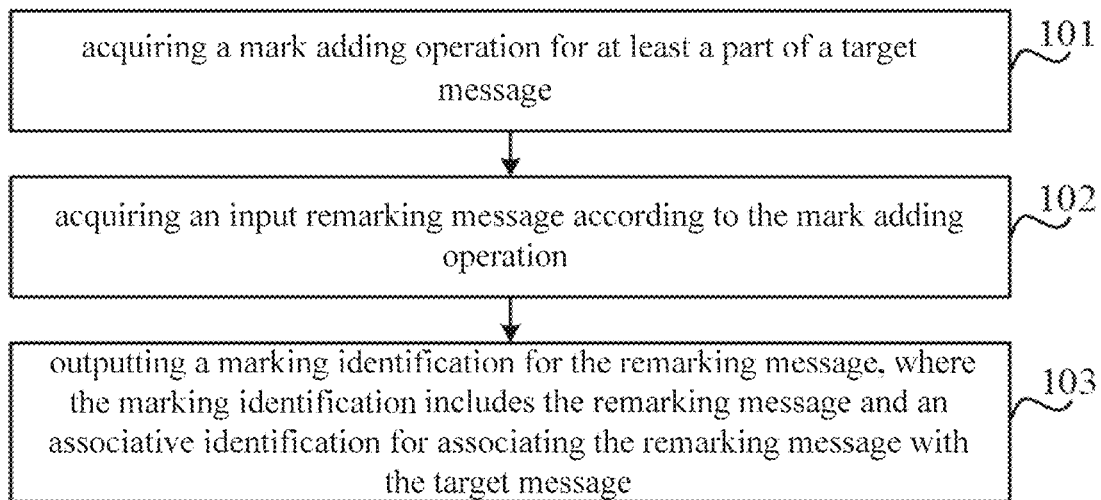 acquiring a mark adding operation for at least a part of a target
message
101
acquiring an input remarking message according to the mark adding
operation
102
outputting a marking identification for the remarking message, where
the marking identification includes the remarking message and an
associative identification for associating the remarking message with
the target message
103